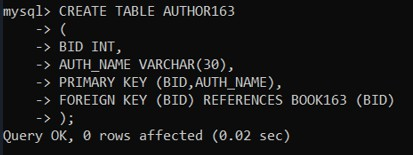 mysql> CREATE TABLE AUTHOR163
-> (
-> BID INT,
-> AUTH_NAME VARCHAR(30),
-> PRIMARY KEY (BID,AUTH_NAME),
-> FOREIGN KEY (BID) REFERENCES BOOK163 (BID)
-> );
Query OK, 0 rows affected (0.02 sec)